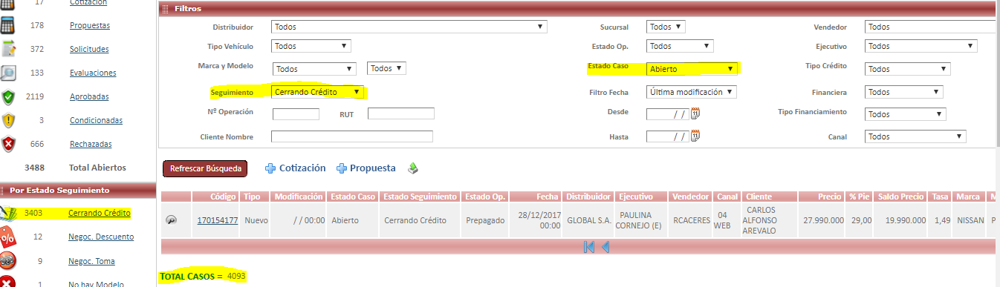 17 Cotización
178 Propuestas
372 Solicitudes
133 Evaluaciones
2119 Aprobadas
3 Condicionadas
666 Rechazadas
3488 Total Abiertos
Por Estado Seguimiento
3403 Cerrando Crédito
12 Negoc. Descuento
9 Negoc. Toma
1 No hay Modelo
Filtros
Distribuidor Todos Sucursal Todos Vendedor Todos
Tipo Vehículo Todos Estado Op. Todos Ejecutivo Todos
Marca y Modelo Todos Todos Estado Caso Abierto Tipo Crédito Todos
Seguimiento Cerrando Crédito Filtro Fecha Última modificación Financiera Todos
Nº Operación RUT Desde / / 11 Tipo Financiamiento Todos
Cliente Nombre Hasta / / 11 Canal Todos
Refrescar Búsqueda Cotización Propuesta
Código Tipo Modificación Estado Caso Estado Seguimiento Estado Op. Fecha Distribuidor Ejecutivo Vendedor Canal Cliente Precio % Pie Saldo Precio Tasa Marca M
170154177 Nuevo / / 00:00 Abierto Cerrando Crédito Prepagado 28/12/2017 00:00 GLOBAL S.A. PAULINA CORNEJO (E) RCACERES 04 WEB CARLOS ALFONSO AREVALO 27.990.000 29,00 19.990.000 1,49 NISSAN P
TOTAL CASOS = 4093